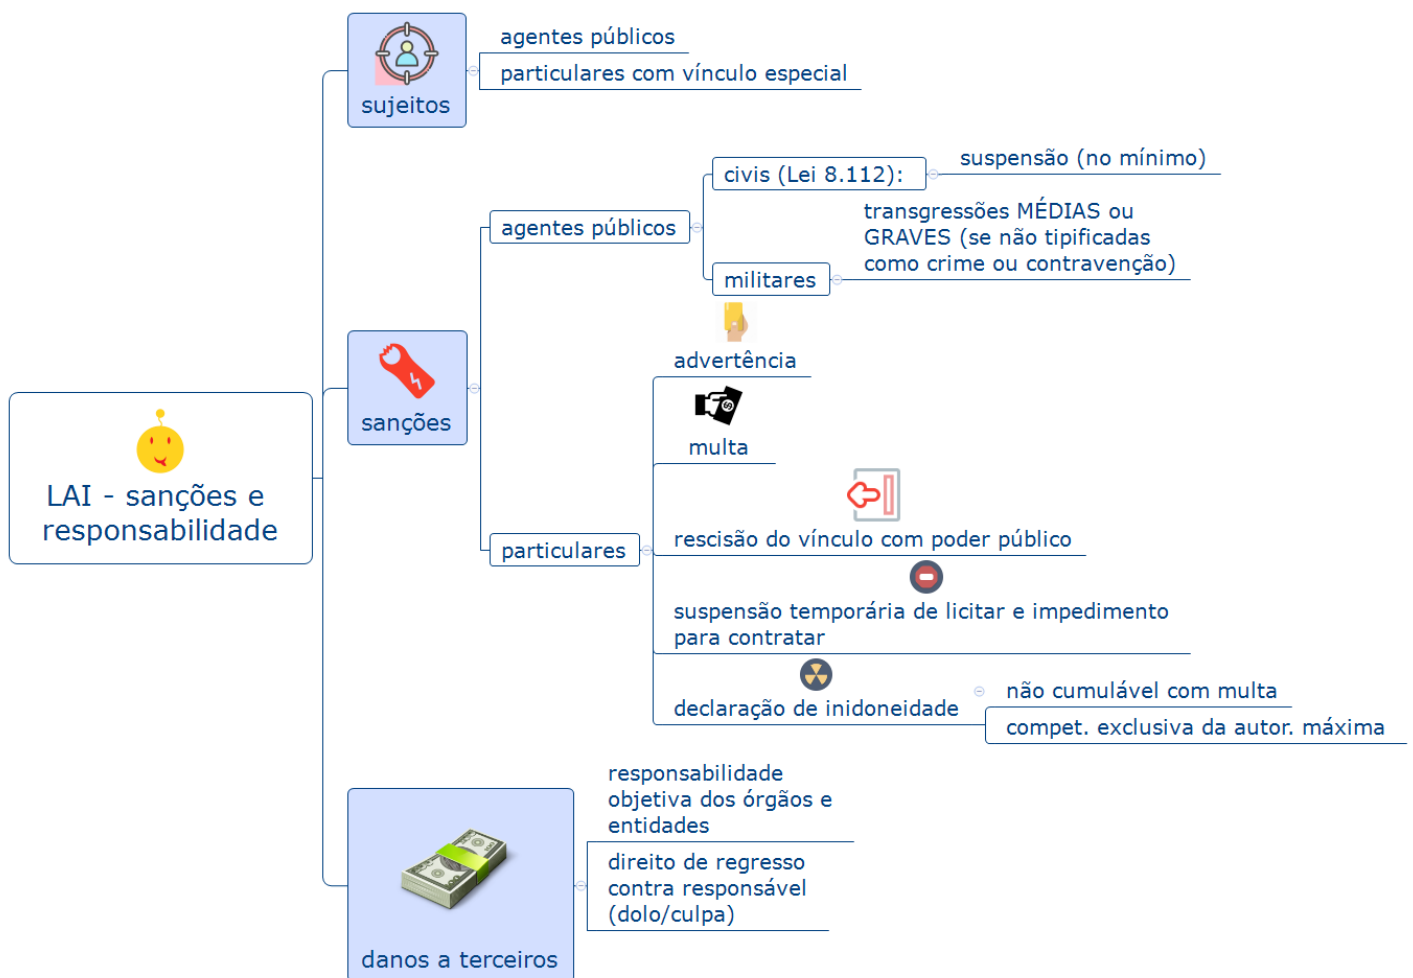 LAI - sanções e
responsabilidade
sujeitos
agentes públicos
particulares com vínculo especial
sanções
agentes públicos
civis (Lei 8.112):
suspensão (no mínimo)
militares
transgressões MÉDIAS ou
GRAVES (se não tipificadas
como crime ou contravenção)
particulares
advertência
multa
rescisão do vínculo com poder público
suspensão temporária de licitar e impedimento
para contratar
declaração de inidoneidade
não cumulável com multa
compet. exclusiva da autor. máxima
danos a terceiros
responsabilidade
objetiva dos órgãos e
entidades
direito de regresso
contra responsável
(dolo/culpa)